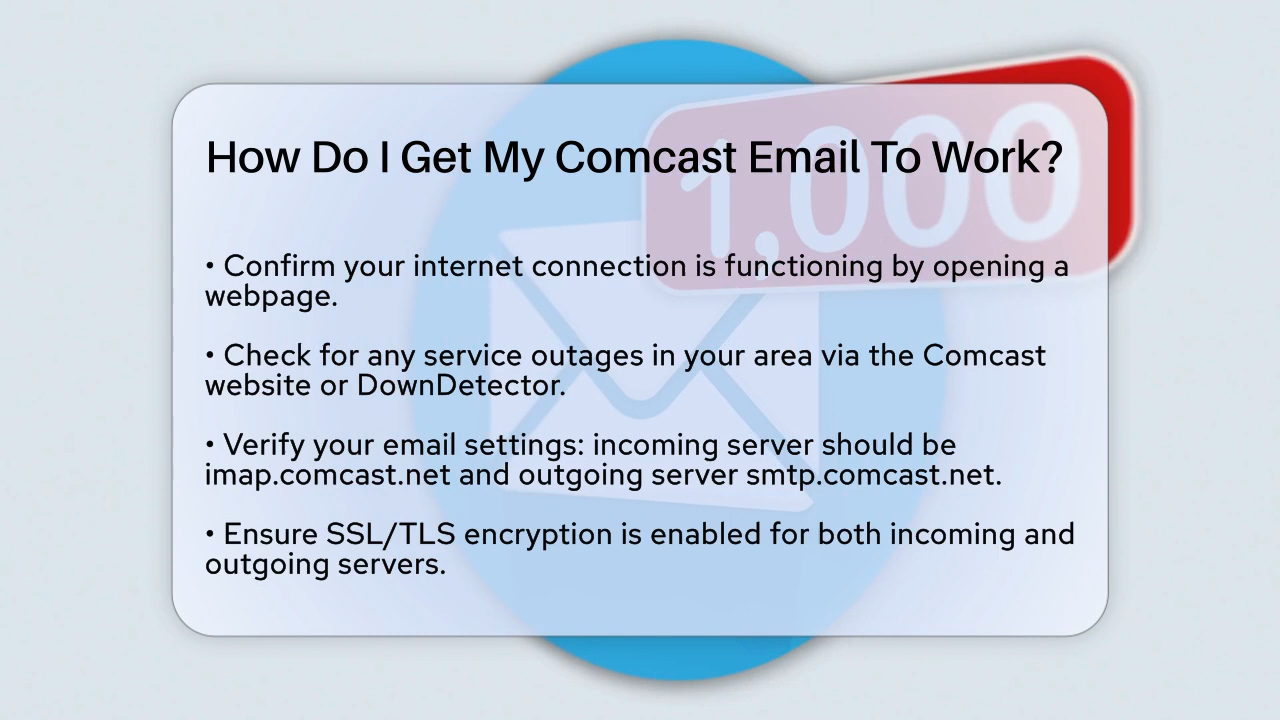 1,000
How Do I Get My Comcast Email To Work?
• Confirm your internet connection is functioning by opening a
webpage.
• Check for any service outages in your area via the Comcast
website or DownDetector.
• Verify your email settings: incoming server should be
imap.comcast.net and outgoing server smtp.comcast.net.
• Ensure SSL/TLS encryption is enabled for both incoming and
outgoing servers.